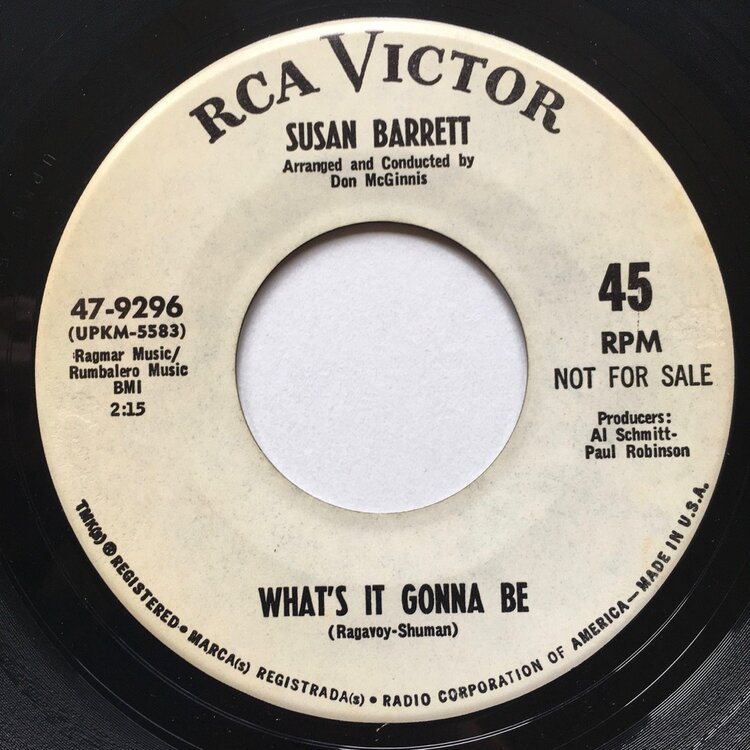 RCA VICTOR
SUSAN BARRETT
Arranged and Conducted by
Don McGinnis
47-9296
(UPKM-5583)
Ragmar Music/
Rumbalero Music
BMI
2:15
45
RPM
NOT FOR SALE
Producers:
Al Schmitt-
Paul Robinson
WHAT'S IT GONNA BE
(Ragavoy-Shuman)
TMK(s) ® REGISTERED • MARCA(s) REGISTRADA(s) • RADIO CORPORATION OF AMERICA—MADE IN U.S.A.